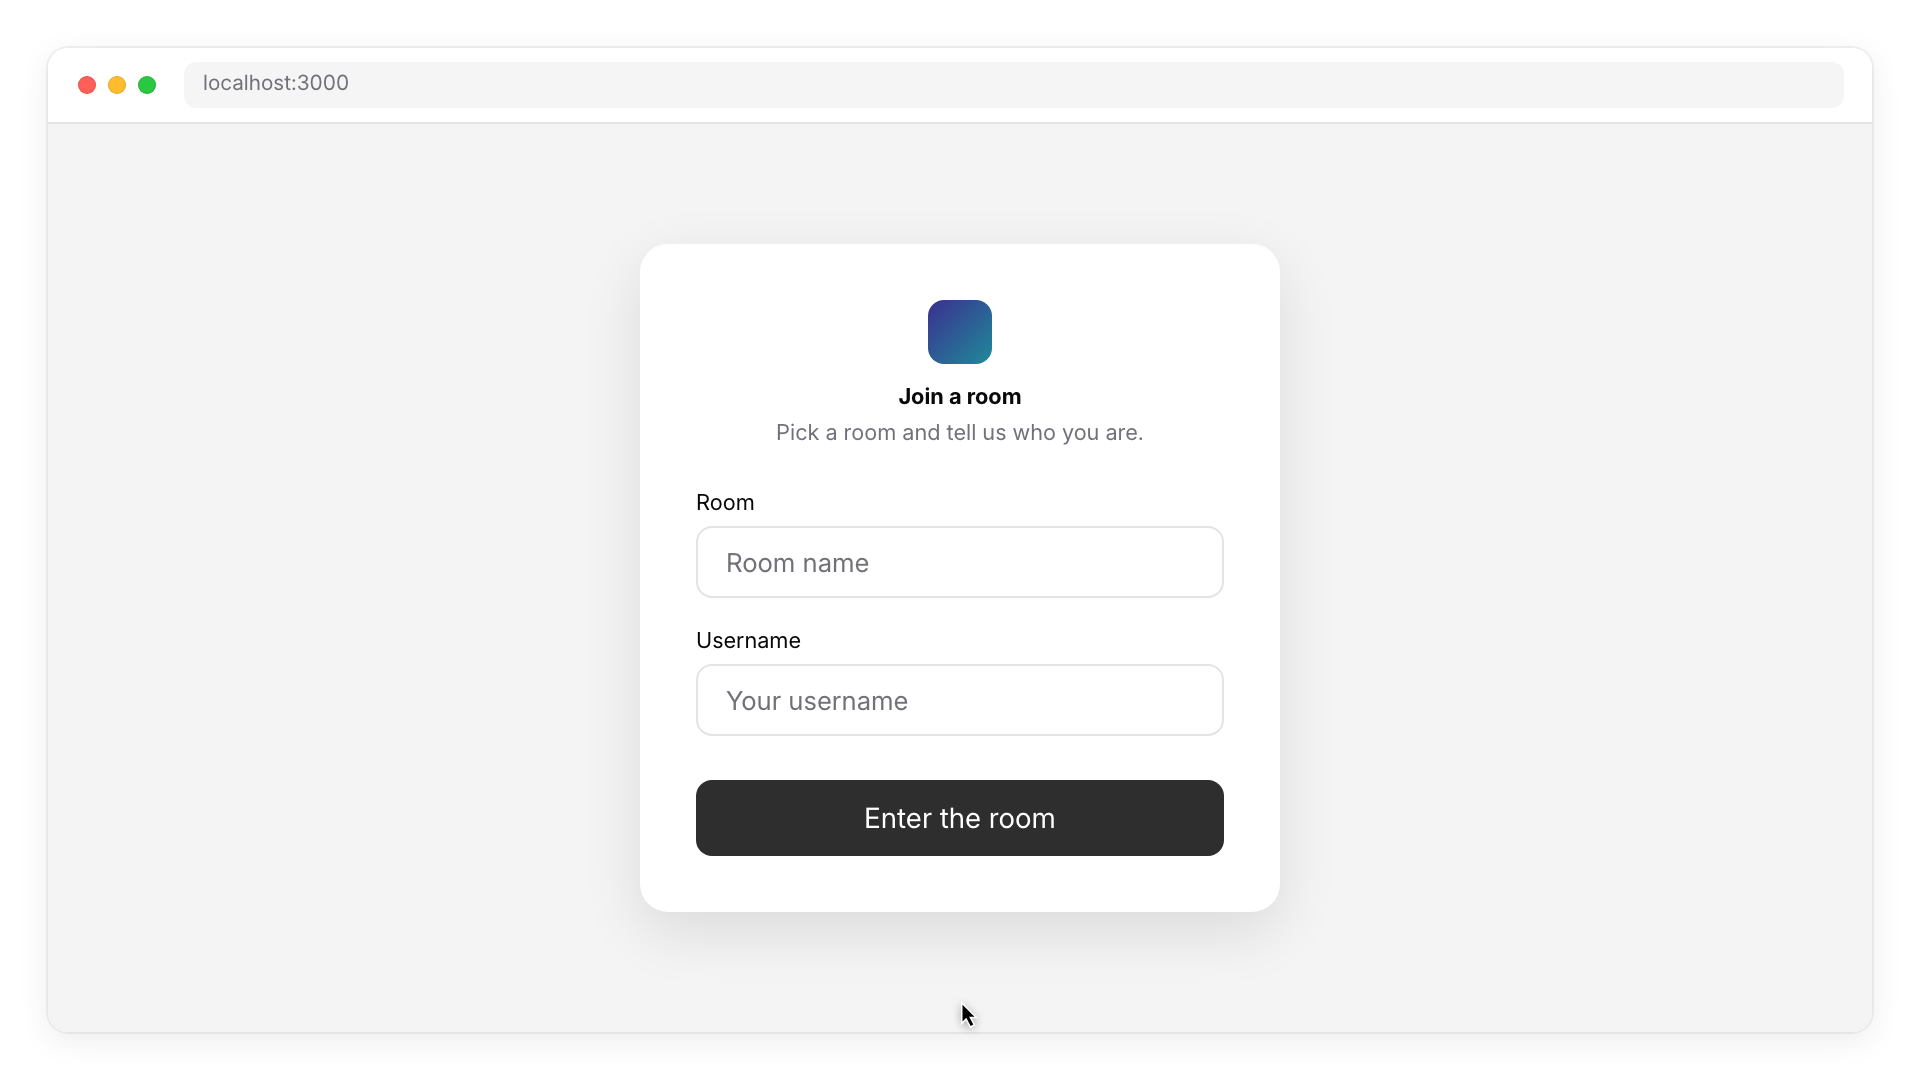 localhost:3000
Join a room
Pick a room and tell us who you are.
Room
Room name
Username
Your username
Enter the room